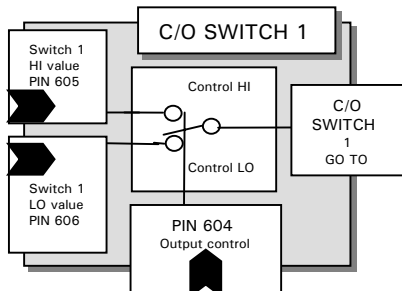 C/O SWITCH 1
Switch 1
HI value
PIN 605
Control HI
C/O
SWITCH
1
GO TO
Control LO
Switch 1
LO value
PIN 606
PIN 604
Output control